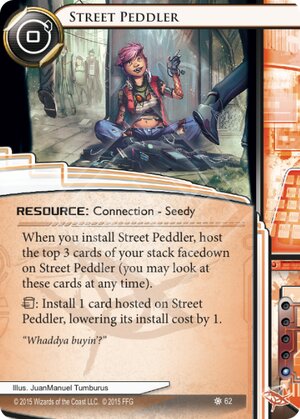 0
STREET PEDDLER
RESOURCE: Connection - Seedy
When you install Street Peddler, host
the top 3 cards of your stack facedown
on Street Peddler (you may look at
these cards at any time).
: Install 1 card hosted on Street
Peddler, lowering its install cost by 1.
“Whaddya buyin’?”
Illus. JuanManuel Tumburus
© 2015 Wizards of the Coast LLC. © 2015 FFG
62